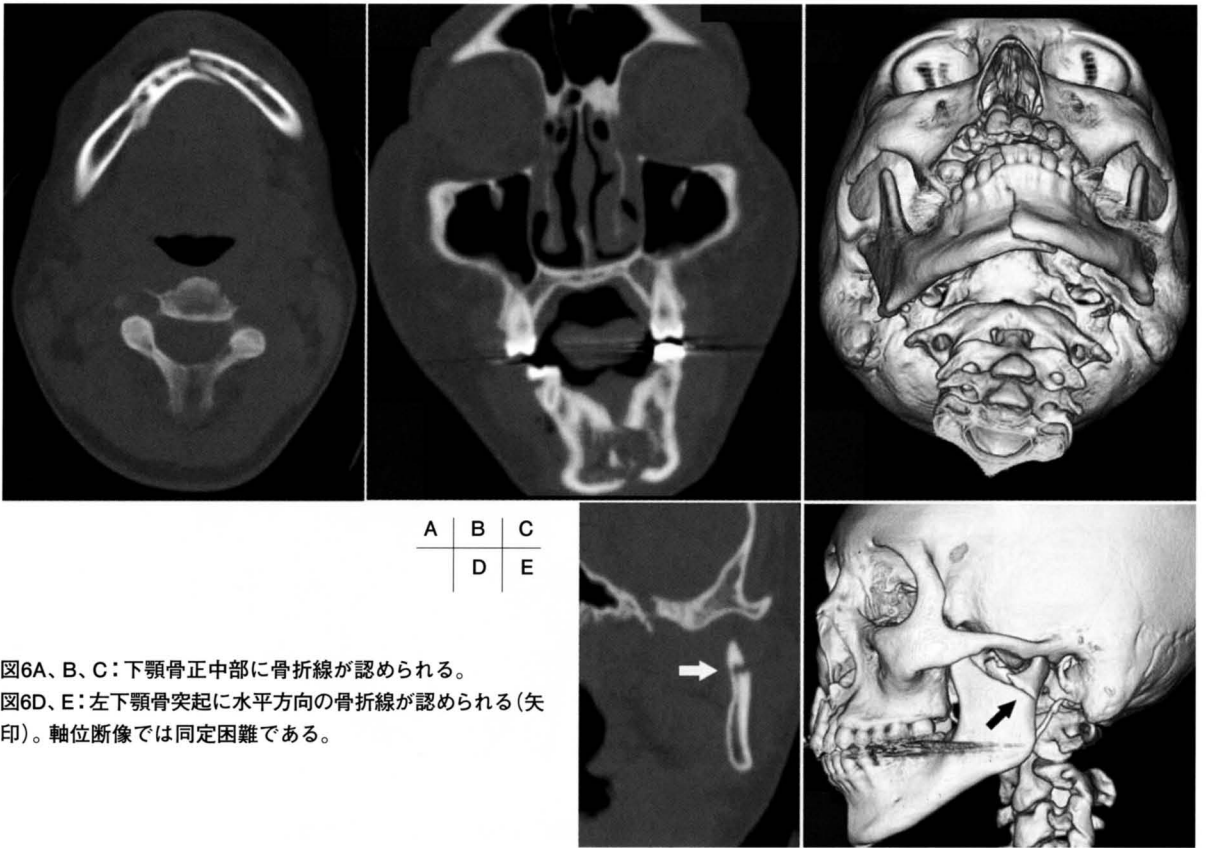 A B C
D E
図6A、B、C：下顎骨正中部に骨折線が認められる。
図6D、E：左下顎骨突起に水平方向の骨折線が認められる（矢
印）。軸位断像では同定困難である。